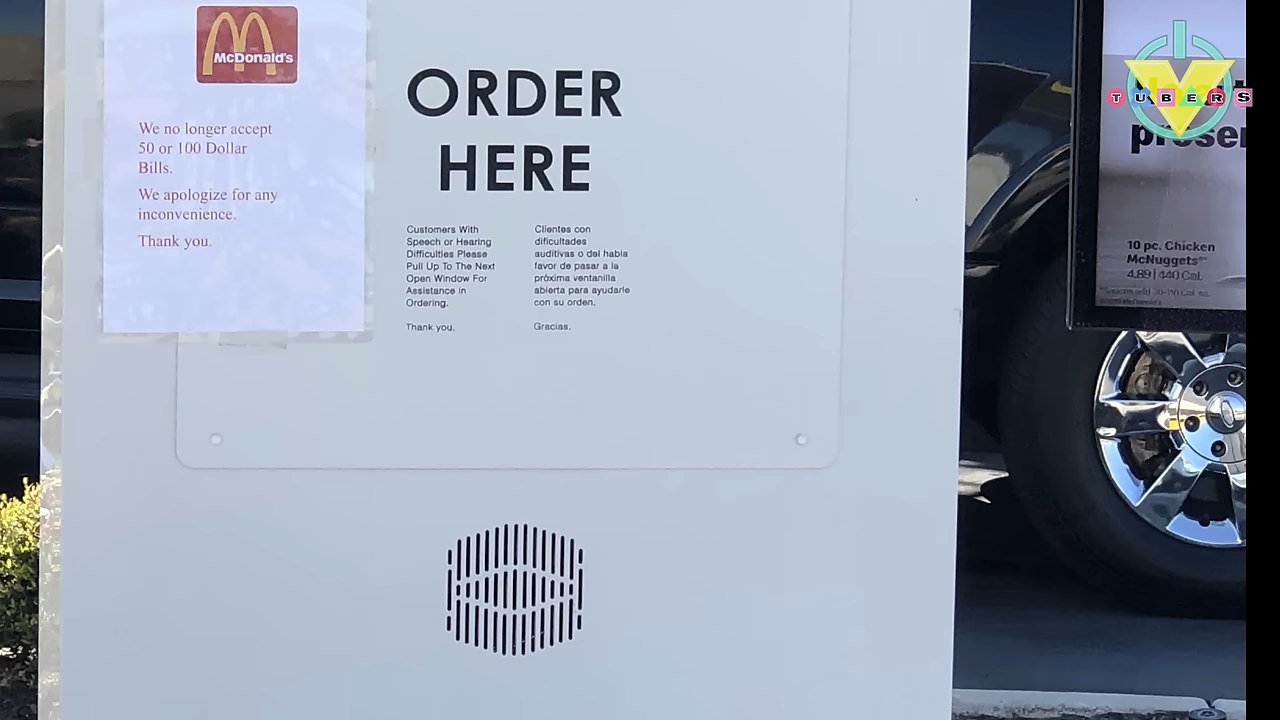 McDonald's
We no longer accept
50 or 100 Dollar
Bills.
We apologize for any
inconvenience.
Thank you.
ORDER
HERE
Customers With
Speech or Hearing
Difficulties Please
Pull Up To The Next
Open Window For
Assistance in
Ordering.
Thank you.
Clientes con
dificultades
auditivas o del habla
favor de pasar a la
próxima ventanilla
abierta para ayudarle
con su orden.
Gracias.
V
TUBERS
10 pc. Chicken
McNuggets®
4.89 | 440 Cal.